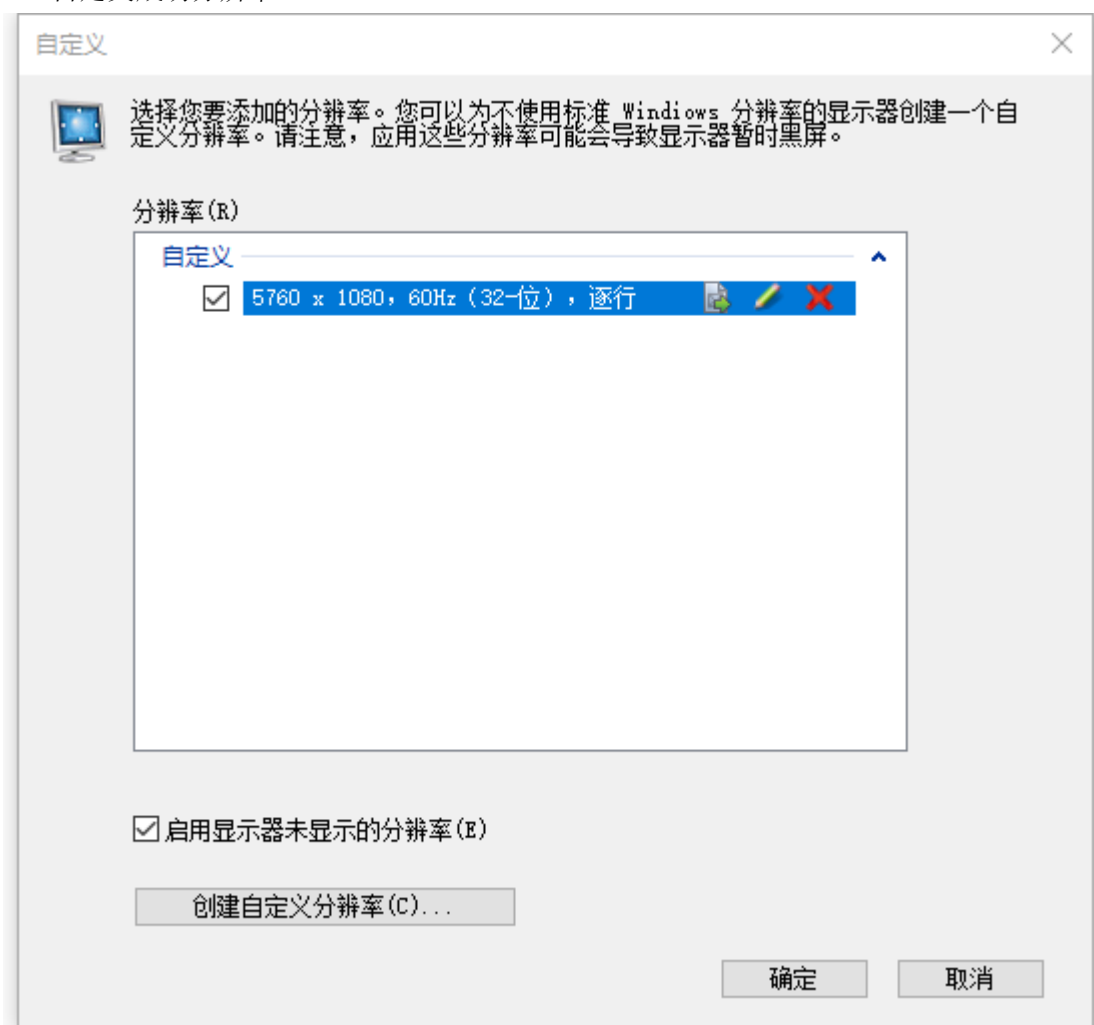 自定义
选择您要添加的分辨率。您可以为不使用标准 Windiows 分辨率的显示器创建一个自
定义分辨率。请注意，应用这些分辨率可能会导致显示器暂时黑屏。
分辨率(R)
自定义
5760 x 1080，60Hz（32-位），逐行
启用显示器未显示的分辨率(E)
创建自定义分辨率(C)...
确定
取消